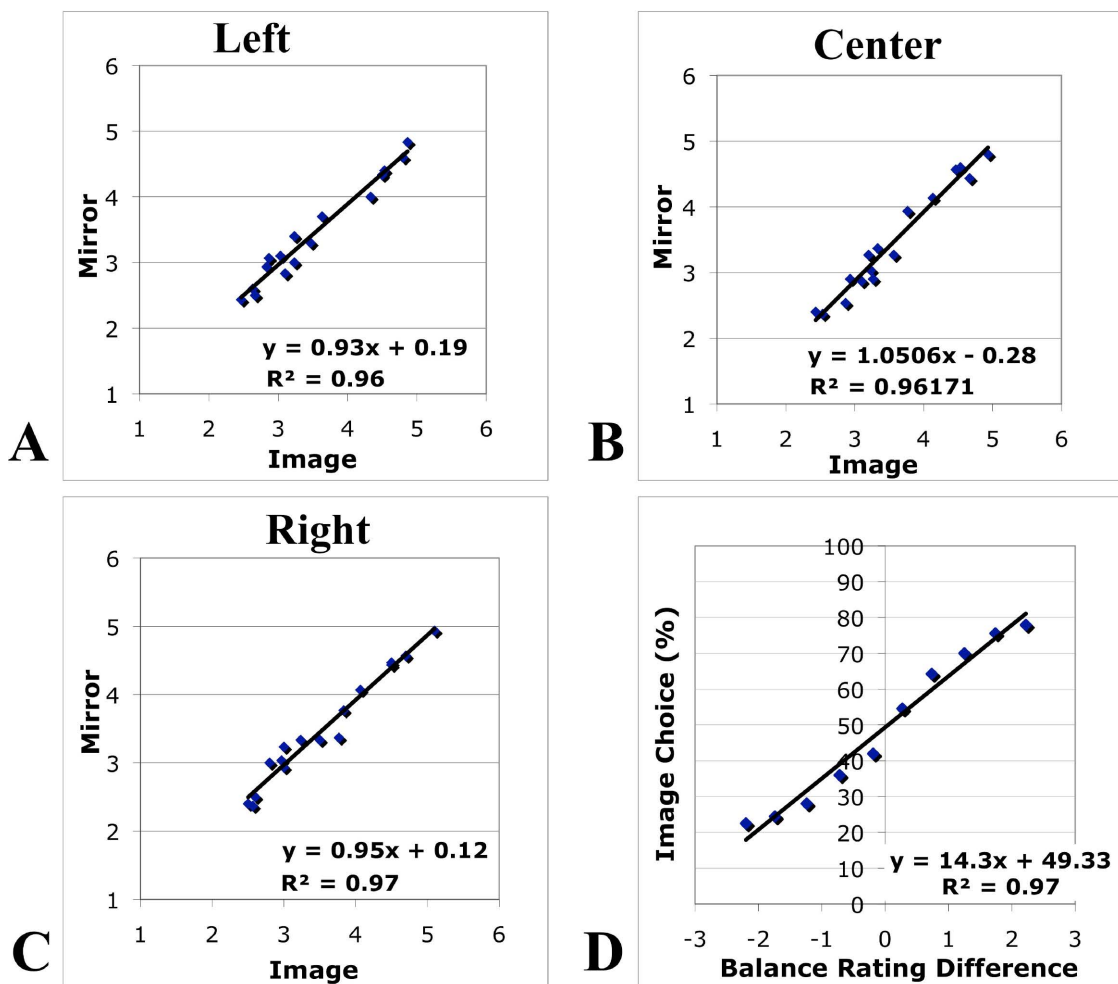 Left
6
5
4
3
2
1
Mirror
y = 0.93x + 0.19
R² = 0.96
1 2 3 4 5 6
Image
A
Center
6
5
4
3
2
1
Mirror
y = 1.0506x - 0.28
R² = 0.96171
1 2 3 4 5 6
Image
B
Right
6
5
4
3
2
1
Mirror
y = 0.95x + 0.12
R² = 0.97
1 2 3 4 5 6
Image
C
100
90
80
70
60
50
40
30
20
10
0
Image Choice (%)
y = 14.3x + 49.33
R² = 0.97
-3 -2 -1 0 1 2 3
Balance Rating Difference
D